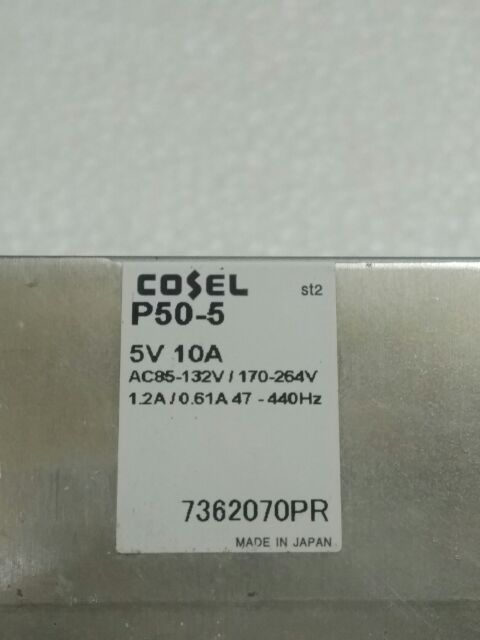 COSEL st2
P50-5
5V 10A
AC85-132V / 170-264V
1.2A / 0.61A 47 - 440Hz
7362070PR
MADE IN JAPAN